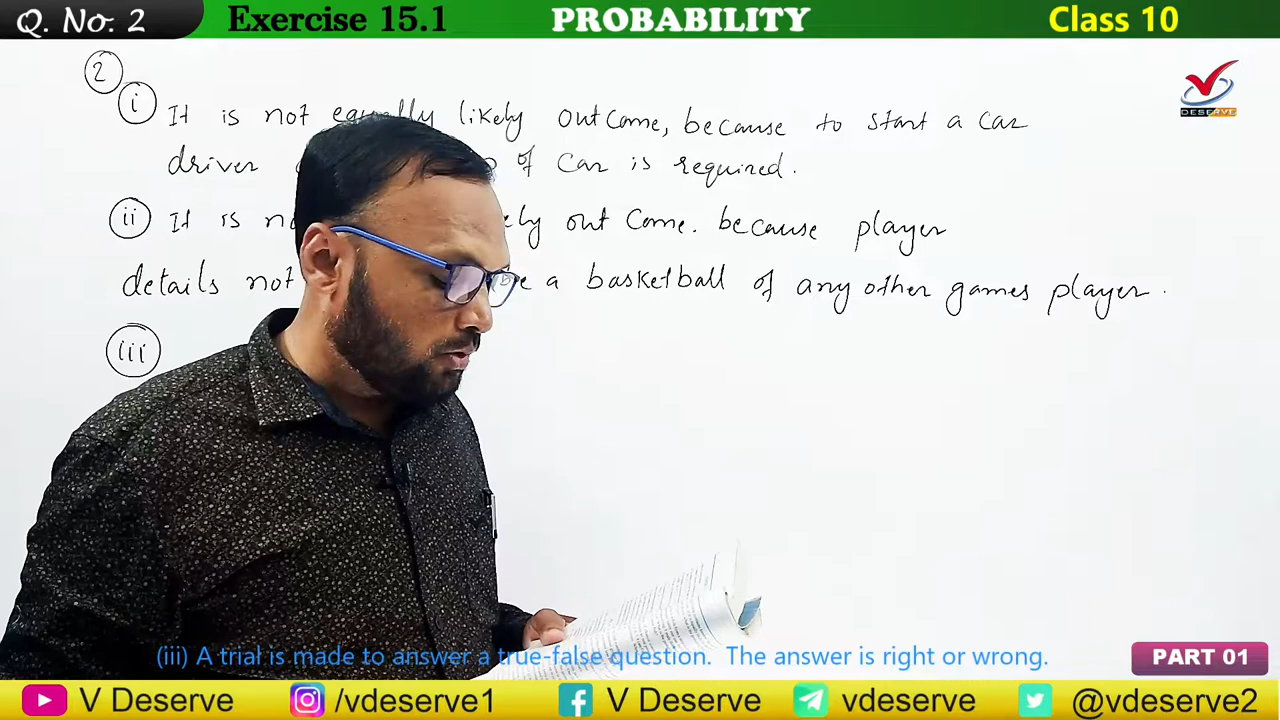 Q. No. 2
Exercise 15.1
PROBABILITY
Class 10
DESERVE
2
i It is not equally likely outcome, because to start a car
driver of car is required.
ii It is out come. because player
details not a basketball of any other games player.
iii
(iii) A trial is made to answer a true-false question. The answer is right or wrong.
PART 01
V Deserve
/vdeserve1
V Deserve
vdeserve
@vdeserve2